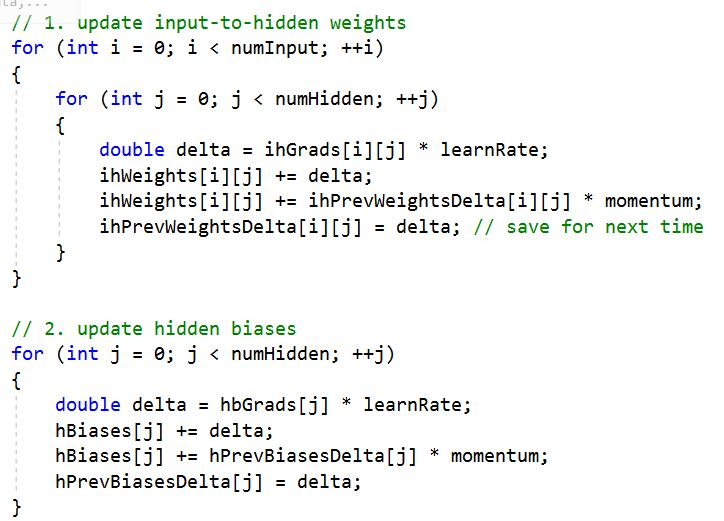 // 1. update input-to-hidden weights
for (int i = 0; i < numInput; ++i)
{
    for (int j = 0; j < numHidden; ++j)
    {
        double delta = ihGrads[i][j] * learnRate;
        ihWeights[i][j] += delta;
        ihWeights[i][j] += ihPrevWeightsDelta[i][j] * momentum;
        ihPrevWeightsDelta[i][j] = delta; // save for next time
    }
}

// 2. update hidden biases
for (int j = 0; j < numHidden; ++j)
{
    double delta = hbGrads[j] * learnRate;
    hBiases[j] += delta;
    hBiases[j] += hPrevBiasesDelta[j] * momentum;
    hPrevBiasesDelta[j] = delta;
}